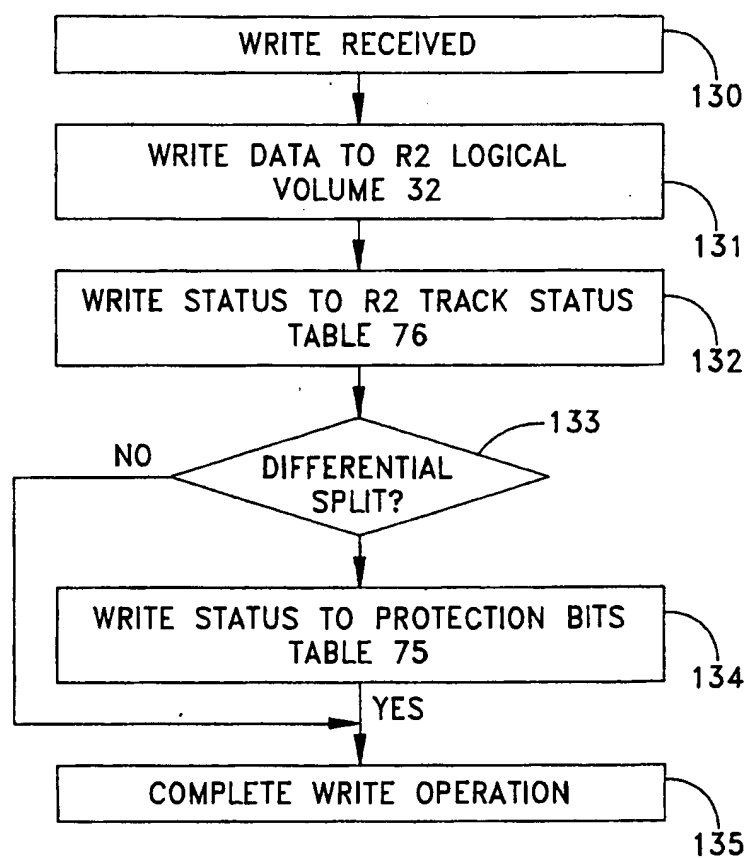 WRITE RECEIVED
130
WRITE DATA TO R2 LOGICAL
VOLUME 32
131
WRITE STATUS TO R2 TRACK STATUS
TABLE 76
132
133
NO
DIFFERENTIAL
SPLIT?
WRITE STATUS TO PROTECTION BITS
TABLE 75
134
YES
COMPLETE WRITE OPERATION
135